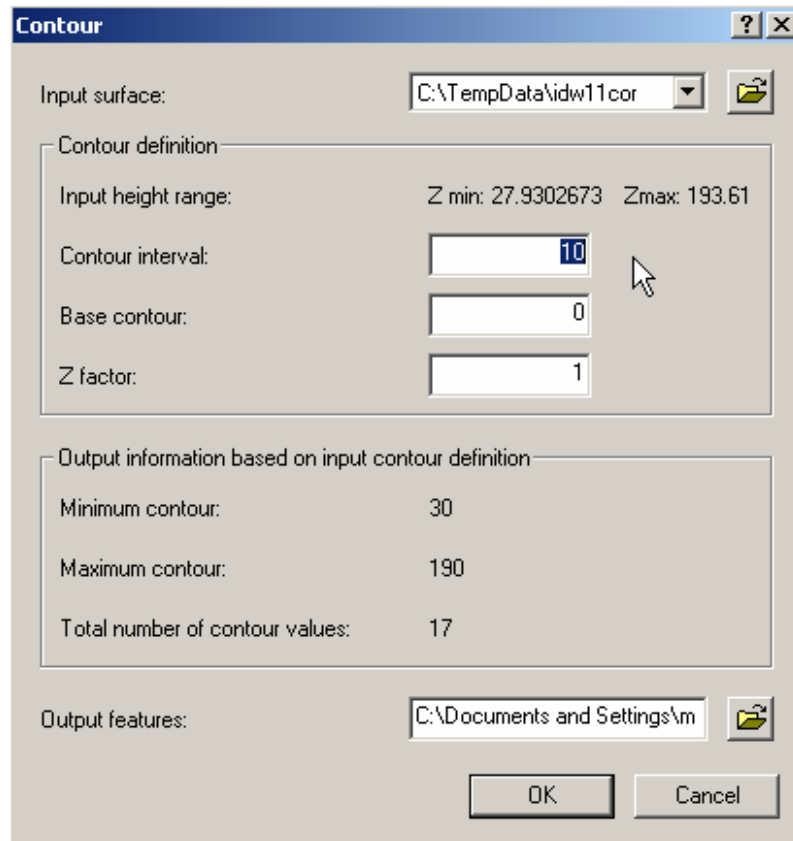 Contour
Input surface: C:\TempData\idw11cor
Contour definition
Input height range: Z min: 27.9302673 Zmax: 193.61
Contour interval: 10
Base contour: 0
Z factor: 1
Output information based on input contour definition
Minimum contour: 30
Maximum contour: 190
Total number of contour values: 17
Output features: C:\Documents and Settings\m
OK Cancel